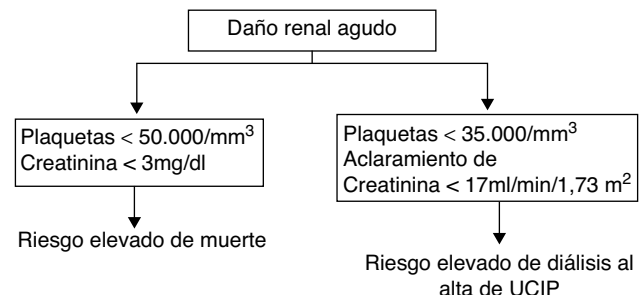 Daño renal agudo
Plaquetas < 50.000/mm³
Creatinina < 3mg/dl
Riesgo elevado de muerte
Plaquetas < 35.000/mm³
Aclaramiento de
Creatinina < 17ml/min/1,73 m²
Riesgo elevado de diálisis al
alta de UCIP